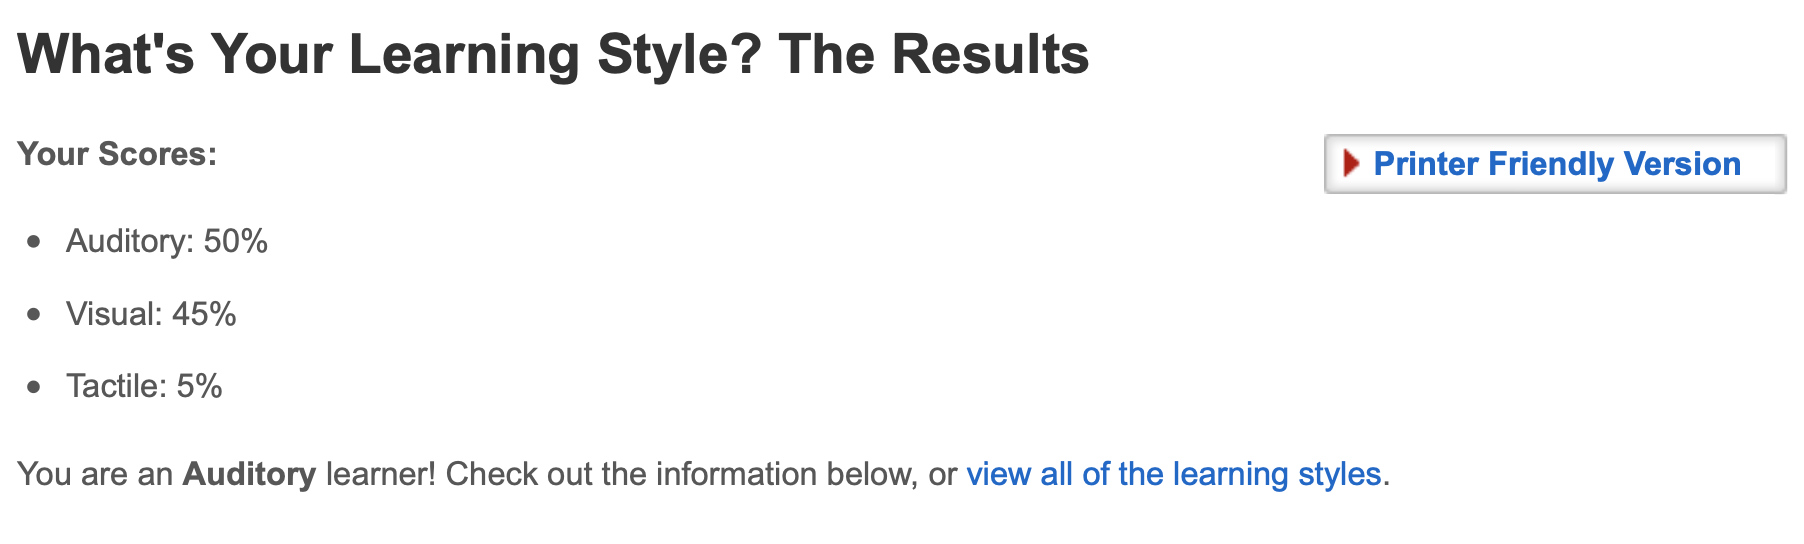 What's Your Learning Style? The Results
Your Scores:
Printer Friendly Version
• Auditory: 50%
• Visual: 45%
• Tactile: 5%
You are an Auditory learner! Check out the information below, or view all of the learning styles.